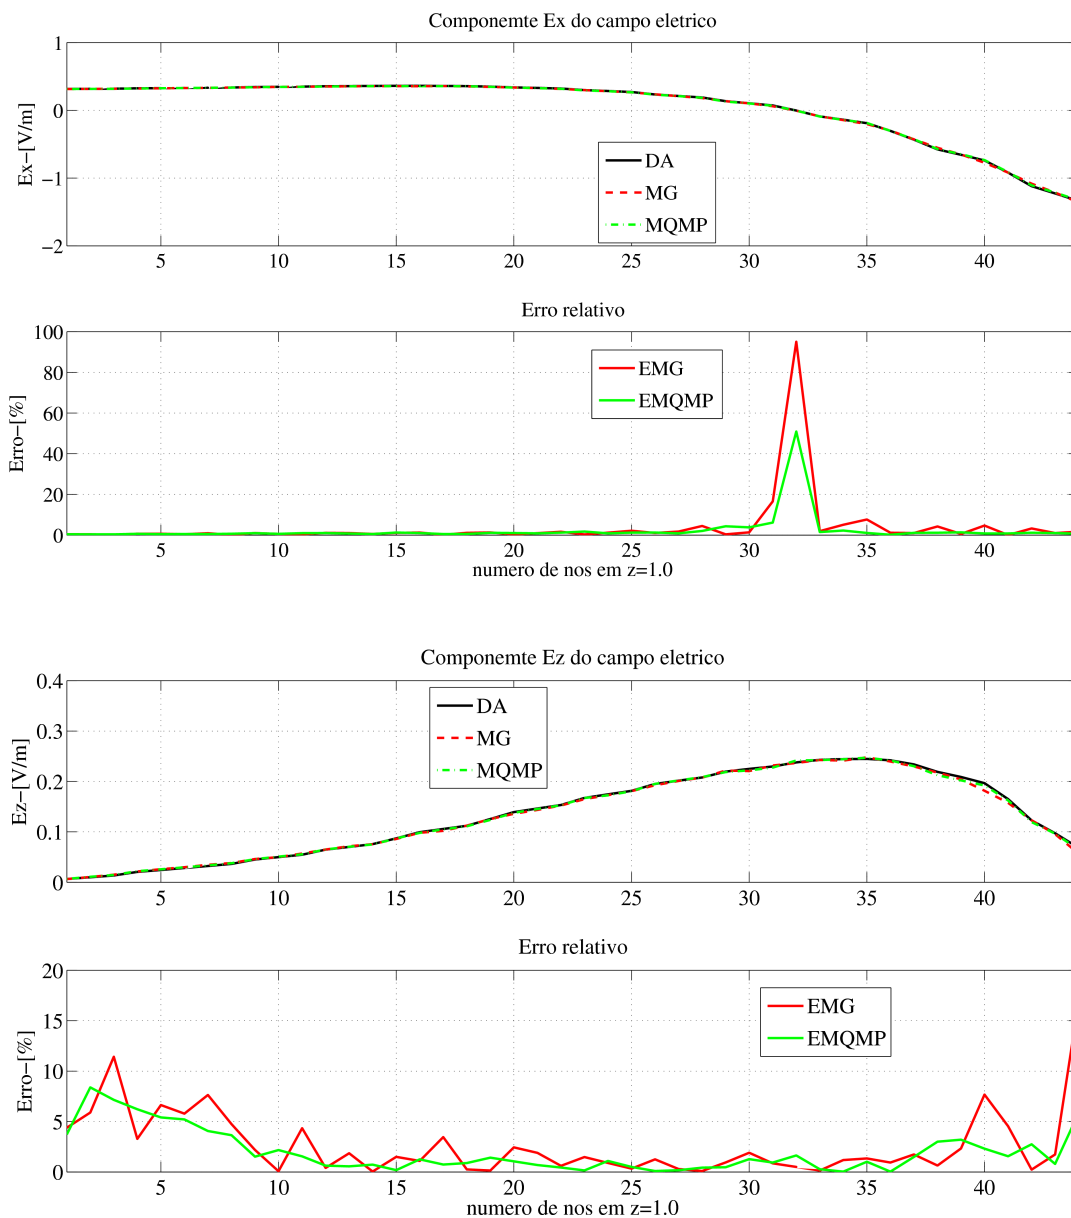 Componemte Ex do campo eletrico
1
0
−1
−2
Ex−[V/m]
DA
MG
MQMP
5 10 15 20 25 30 35 40
Erro relativo
100
80
60
40
20
0
Erro−[%]
EMG
EMQMP
5 10 15 20 25 30 35 40
numero de nos em z=1.0
Componemte Ez do campo eletrico
0.4
0.3
0.2
0.1
0
Ez−[V/m]
DA
MG
MQMP
5 10 15 20 25 30 35 40
Erro relativo
20
15
10
5
0
Erro−[%]
EMG
EMQMP
5 10 15 20 25 30 35 40
numero de nos em z=1.0